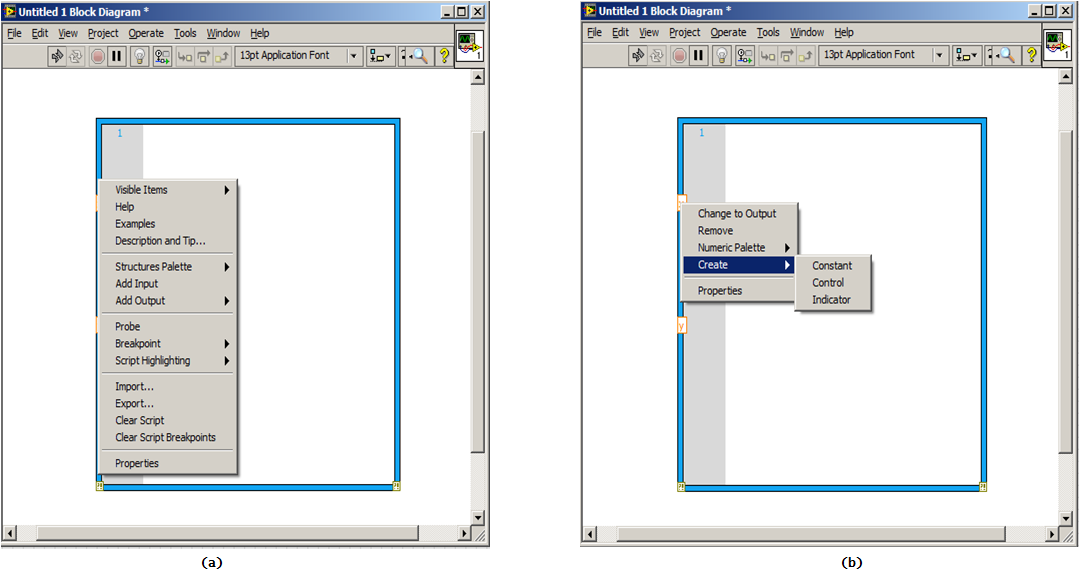 Untitled 1 Block Diagram *
File Edit View Project Operate Tools Window Help
13pt Application Font
?
1
1
Visible Items
Help
Examples
Description and Tip...
Structures Palette
Add Input
Add Output
Probe
Breakpoint
Script Highlighting
Import...
Export...
Clear Script
Clear Script Breakpoints
Properties
(a)
Untitled 1 Block Diagram *
File Edit View Project Operate Tools Window Help
13pt Application Font
?
1
1
Change to Output
Remove
Numeric Palette
Create
Properties
Constant
Control
Indicator
y
(b)